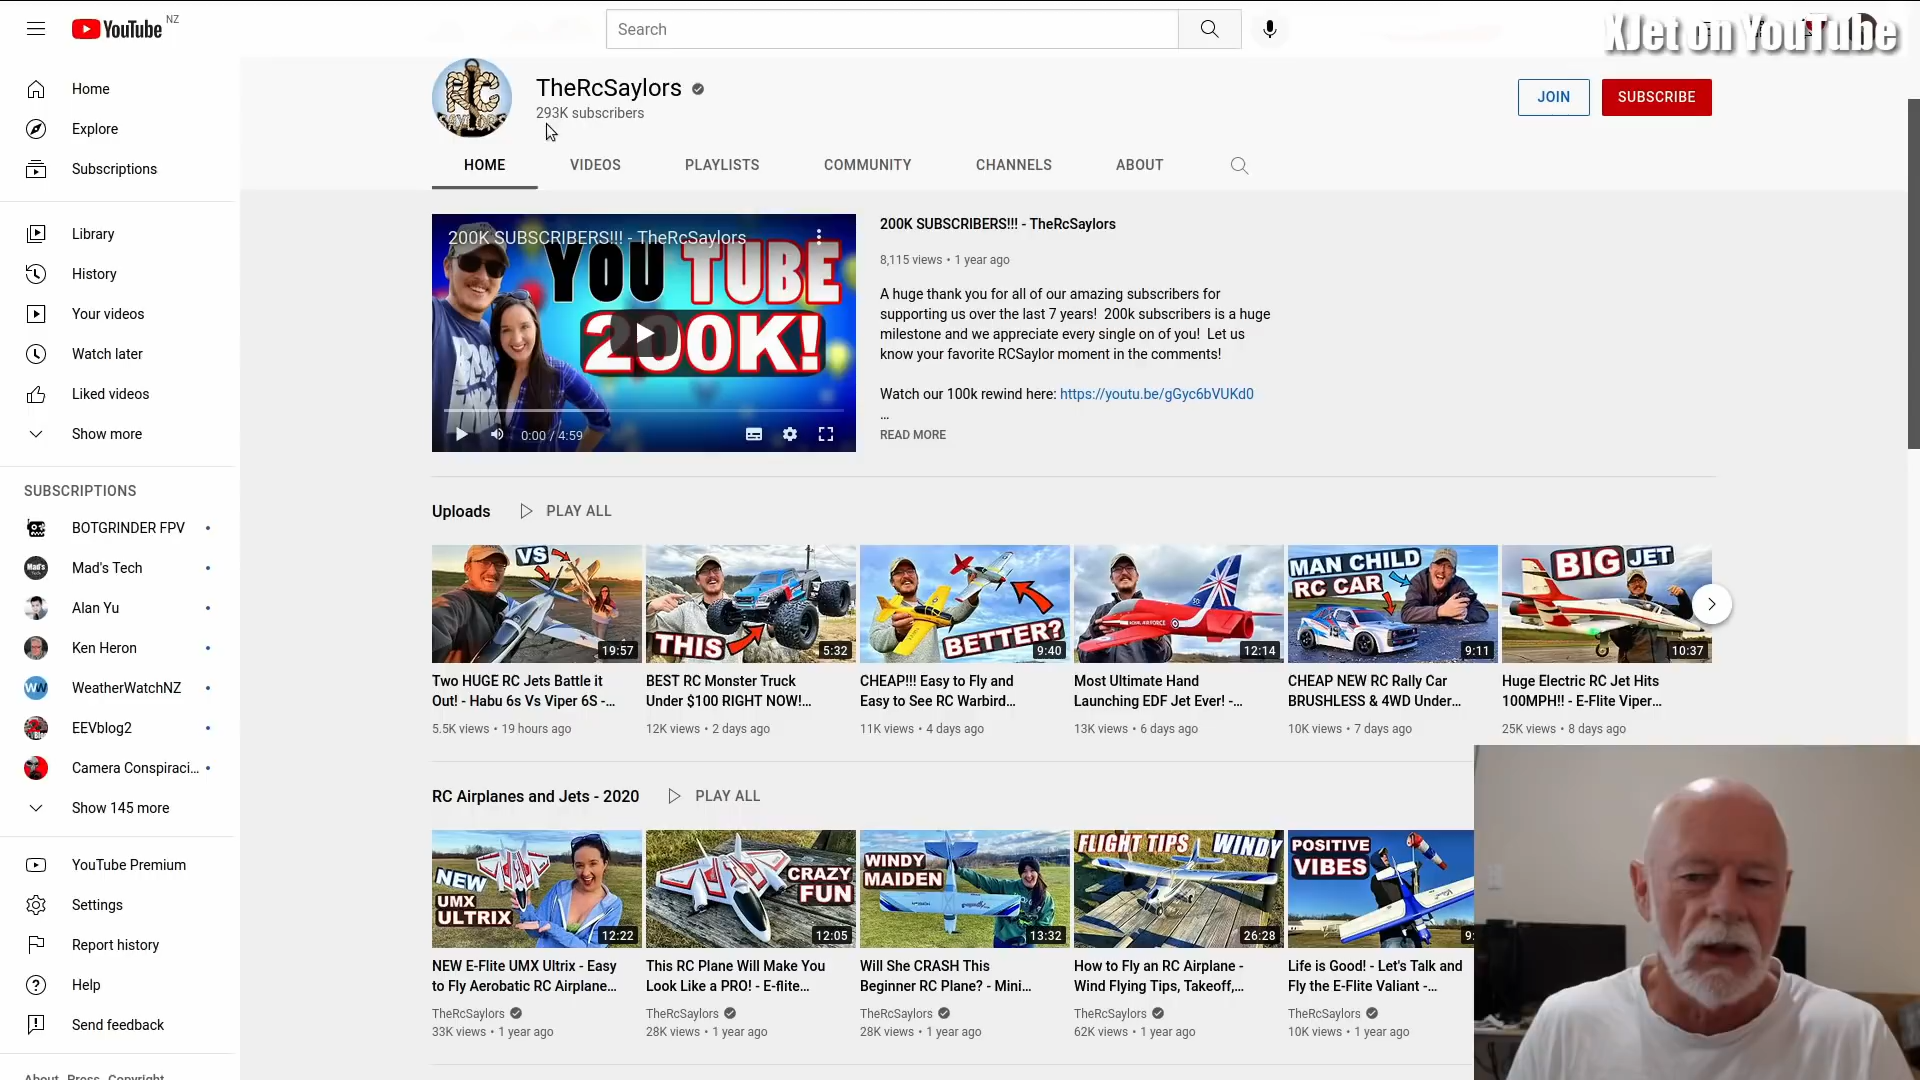 YouTube NZ
Search
XJet on YouTube
Home
Explore
Subscriptions
Library
History
Your videos
Watch later
Liked videos
Show more
SUBSCRIPTIONS
BOTGRINDER FPV
Mad's Tech
Alan Yu
Ken Heron
WeatherWatchNZ
EEVblog2
Camera Conspiraci...
Show 145 more
YouTube Premium
Settings
Report history
Help
Send feedback
About Press Copyright
RC
SAYLORS
TheRcSaylors
293K subscribers
JOIN
SUBSCRIBE
HOME
VIDEOS
PLAYLISTS
COMMUNITY
CHANNELS
ABOUT
200K SUBSCRIBERS!!! - TheRcSaylors
YOU TUBE
200K!
0:00 / 4:59
200K SUBSCRIBERS!!! - TheRcSaylors
8,115 views • 1 year ago
A huge thank you for all of our amazing subscribers for
supporting us over the last 7 years! 200k subscribers is a huge
milestone and we appreciate every single on of you! Let us
know your favorite RCSaylor moment in the comments!
Watch our 100k rewind here: https://youtu.be/gGyc6bVUKd0
...
READ MORE
Uploads
PLAY ALL
VS
19:57
Two HUGE RC Jets Battle it
Out! - Habu 6s Vs Viper 6S -...
5.5K views • 19 hours ago
THIS
5:32
BEST RC Monster Truck
Under $100 RIGHT NOW!...
12K views • 2 days ago
BETTER?
9:40
CHEAP!!! Easy to Fly and
Easy to See RC Warbird...
11K views • 4 days ago
12:14
Most Ultimate Hand
Launching EDF Jet Ever! -...
13K views • 6 days ago
MAN CHILD
RC CAR
9:11
CHEAP NEW RC Rally Car
BRUSHLESS & 4WD Under...
10K views • 7 days ago
BIG JET
10:37
Huge Electric RC Jet Hits
100MPH!! - E-Flite Viper...
25K views • 8 days ago
RC Airplanes and Jets - 2020
PLAY ALL
NEW
UMX
ULTRIX
12:22
NEW E-Flite UMX Ultrix - Easy
to Fly Aerobatic RC Airplane...
TheRcSaylors
33K views • 1 year ago
CRAZY
FUN
12:05
This RC Plane Will Make You
Look Like a PRO! - E-flite...
TheRcSaylors
28K views • 1 year ago
WINDY
MAIDEN
13:32
Will She CRASH This
Beginner RC Plane? - Mini...
TheRcSaylors
28K views • 1 year ago
FLIGHT TIPS WINDY
26:28
How to Fly an RC Airplane -
Wind Flying Tips, Takeoff,...
TheRcSaylors
62K views • 1 year ago
POSITIVE
VIBES
9:
Life is Good! - Let's Talk and
Fly the E-Flite Valiant -...
TheRcSaylors
10K views • 1 year ago